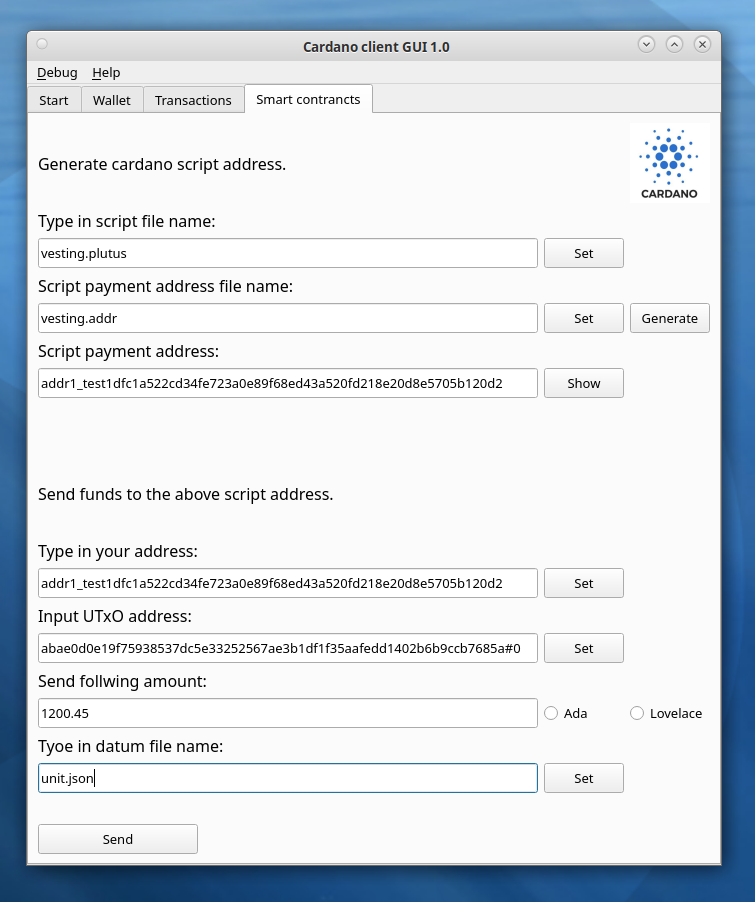 Cardano client GUI 1.0
Debug Help
Start Wallet Transactions Smart contrancts
CARDANO
Generate cardano script address.
Type in script file name:
vesting.plutus Set
Script payment address file name:
vesting.addr Set Generate
Script payment address:
addr1_test1dfc1a522cd34fe723a0e89f68ed43a520fd218e20d8e5705b120d2 Show
Send funds to the above script address.
Type in your address:
addr1_test1dfc1a522cd34fe723a0e89f68ed43a520fd218e20d8e5705b120d2 Set
Input UTxO address:
abae0d0e19f75938537dc5e33252567ae3b1df1f35aafedd1402b6b9ccb7685a#0 Set
Send follwing amount:
1200.45 Ada Lovelace
Tyoe in datum file name:
unit.json Set
Send